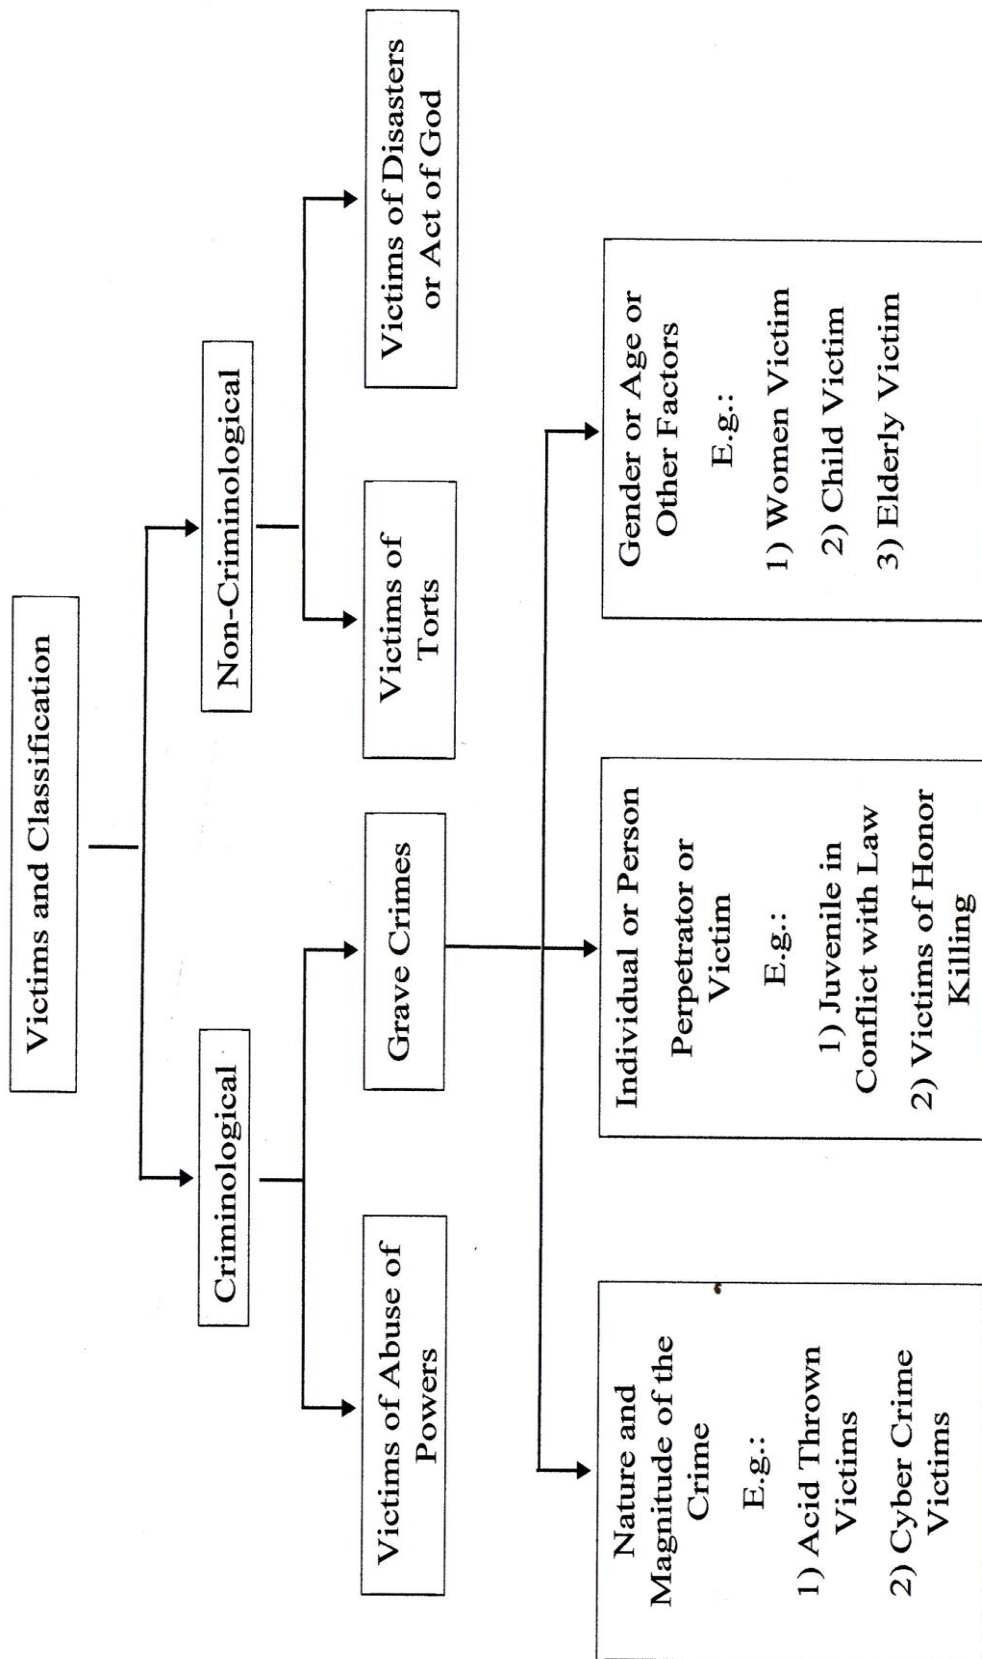 Victims and Classification
Criminological
Non-Criminological
Victims of Abuse of
Powers
Grave Crimes
Victims of
Torts
Victims of Disasters
or Act of God
Nature and
Magnitude of the
Crime
E.g.:
1) Acid Thrown
Victims
2) Cyber Crime
Victims
Individual or Person
Perpetrator or
Victim
E.g.:
1) Juvenile in
Conflict with Law
2) Victims of Honor
Killing
Gender or Age or
Other Factors
E.g.:
1) Women Victim
2) Child Victim
3) Elderly Victim